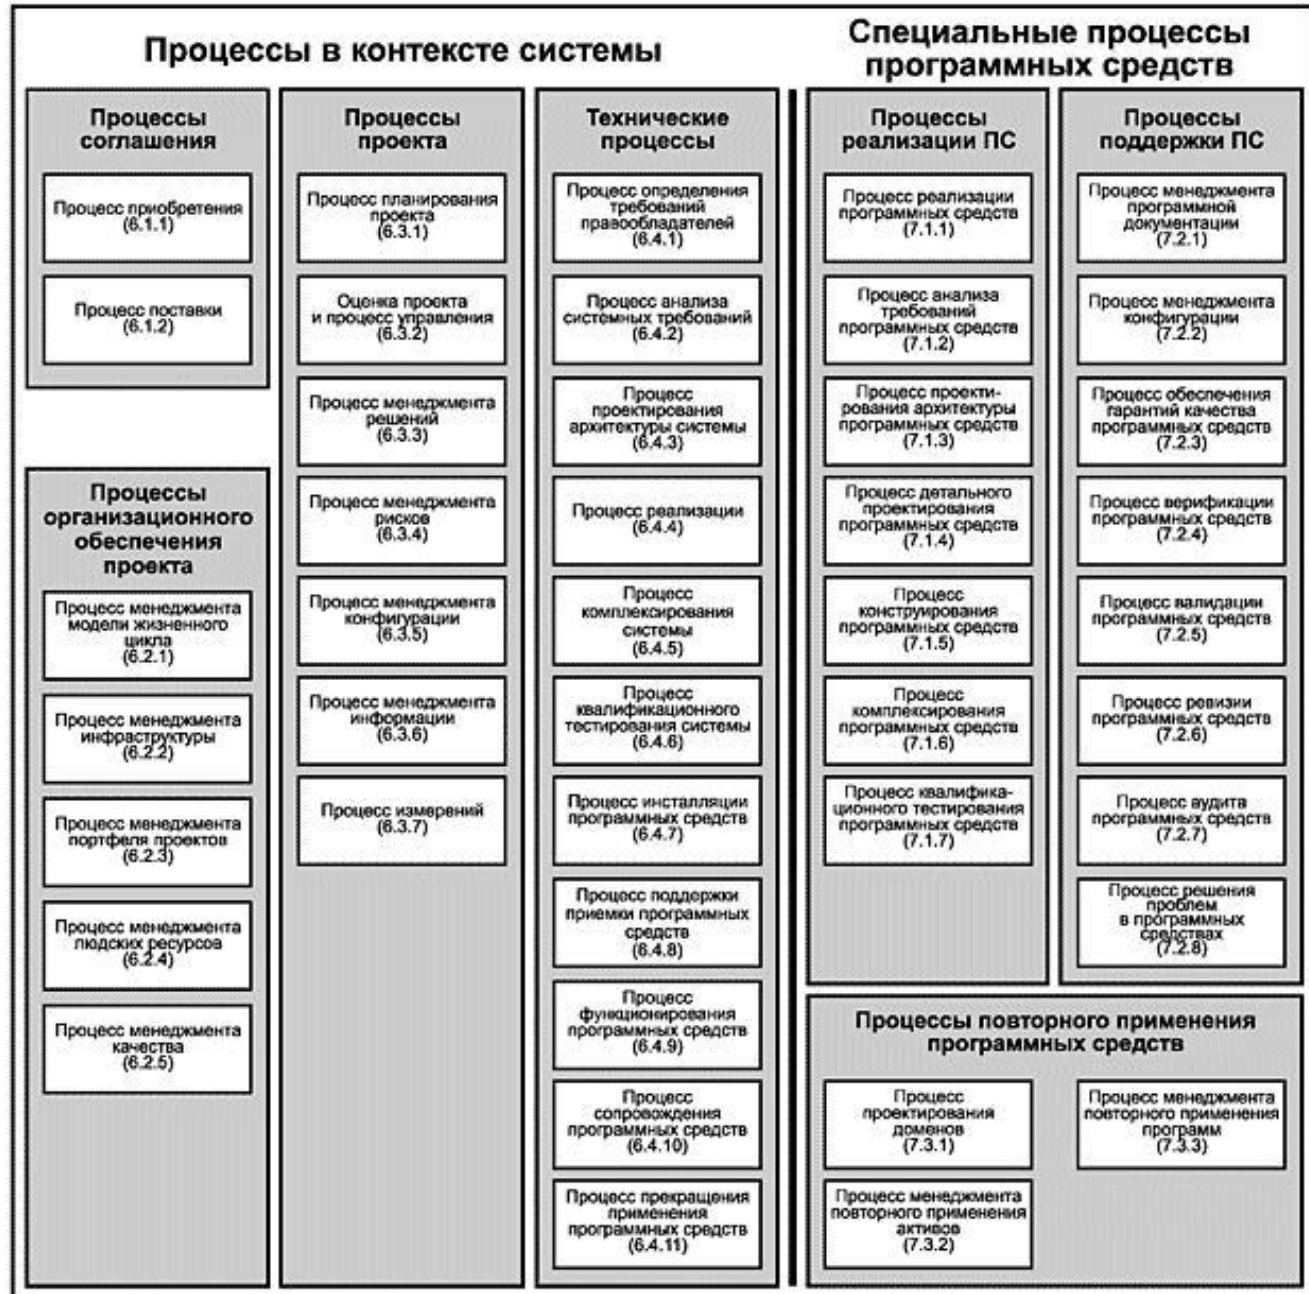 Процессы в контексте системы
Специальные процессы
программных средств
Процессы
соглашения
Процесс приобретения
(6.1.1)
Процесс поставки
(6.1.2)
Процессы
организационного
обеспечения
проекта
Процесс менеджмента
модели жизненного
цикла
(6.2.1)
Процесс менеджмента
инфраструктуры
(6.2.2)
Процесс менеджмента
портфеля проектов
(6.2.3)
Процесс менеджмента
людских ресурсов
(6.2.4)
Процесс менеджмента
качества
(6.2.5)
Процессы
проекта
Процесс планирования
проекта
(6.3.1)
Оценка проекта
и процесс управления
(6.3.2)
Процесс менеджмента
решений
(6.3.3)
Процесс менеджмента
рисков
(6.3.4)
Процесс менеджмента
конфигурации
(6.3.5)
Процесс менеджмента
информации
(6.3.6)
Процесс измерений
(6.3.7)
Технические
процессы
Процесс определения
требований
правообладателей
(6.4.1)
Процесс анализа
системных требований
(6.4.2)
Процесс
проектирования
архитектуры системы
(6.4.3)
Процесс реализации
(6.4.4)
Процесс
комплексирования
системы
(6.4.5)
Процесс
квалификационного
тестирования системы
(6.4.6)
Процесс инсталляции
программных средств
(6.4.7)
Процесс поддержки
приемки программных
средств
(6.4.8)
Процесс
функционирования
программных средств
(6.4.9)
Процесс
сопровождения
программных средств
(6.4.10)
Процесс прекращения
применения
программных средств
(6.4.11)
Процессы
реализации ПС
Процесс реализации
программных средств
(7.1.1)
Процесс анализа
требований
программных средств
(7.1.2)
Процесс проекти-
рования архитектуры
программных средств
(7.1.3)
Процесс детального
проектирования
программных средств
(7.1.4)
Процесс
конструирования
программных средств
(7.1.5)
Процесс
комплексирования
программных средств
(7.1.6)
Процесс квалифика-
ционного тестирования
программных средств
(7.1.7)
Процессы
поддержки ПС
Процесс менеджмента
программной
документации
(7.2.1)
Процесс менеджмента
конфигурации
(7.2.2)
Процесс обеспечения
гарантий качества
программных средств
(7.2.3)
Процесс верификации
программных средств
(7.2.4)
Процесс валидации
программных средств
(7.2.5)
Процесс ревизии
программных средств
(7.2.6)
Процесс аудита
программных средств
(7.2.7)
Процесс решения
проблем
в программных
средствах
(7.2.8)
Процессы повторного применения
программных средств
Процесс
проектирования
доменов
(7.3.1)
Процесс менеджмента
повторного применения
активов
(7.3.2)
Процесс менеджмента
повторного применения
программ
(7.3.3)